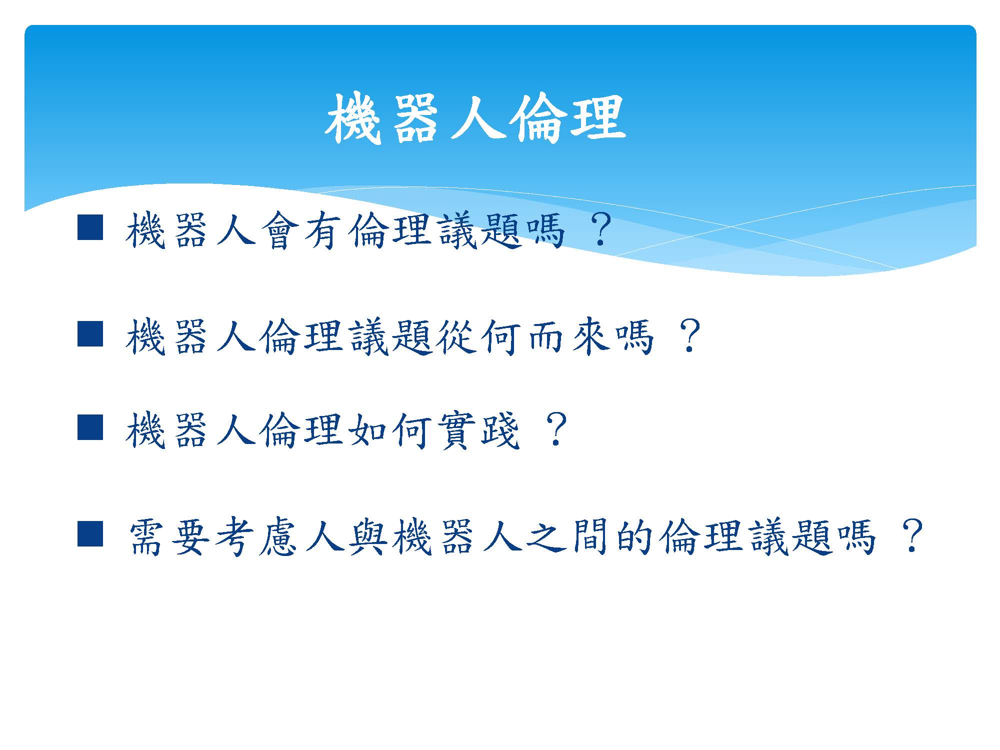 機器人倫理
■ 機器人會有倫理議題嗎 ？
■ 機器人倫理議題從何而來嗎 ？
■ 機器人倫理如何實踐 ？
■ 需要考慮人與機器人之間的倫理議題嗎 ？